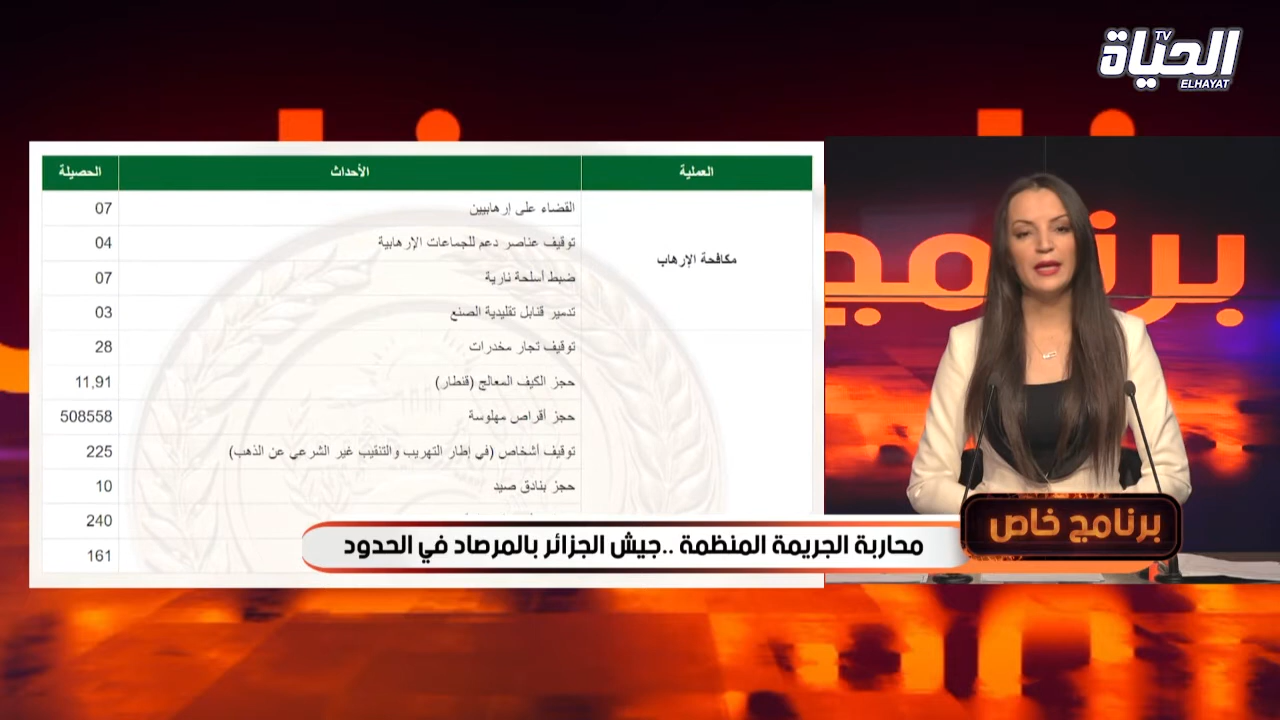 الحياة TV
ELHAYAT
العملية الأحداث الحصيلة
مكافحة الإرهاب
القضاء على إرهابيين 07
توقيف عناصر دعم للجماعات الإرهابية 04
ضبط أسلحة نارية 07
تدمير قنابل تقليدية الصنع 03
توقيف تجار مخدرات 28
حجز الكيف المعالج (قنطار) 11,91
حجز أقراص مهلوسة 508558
توقيف أشخاص (في إطار التهريب والتنقيب غير الشرعي عن الذهب) 225
حجز بنادق صيد 10
240
161
برنامج
برنامج خاص
محاربة الجريمة المنظمة ..جيش الجزائر بالمرصاد في الحدود